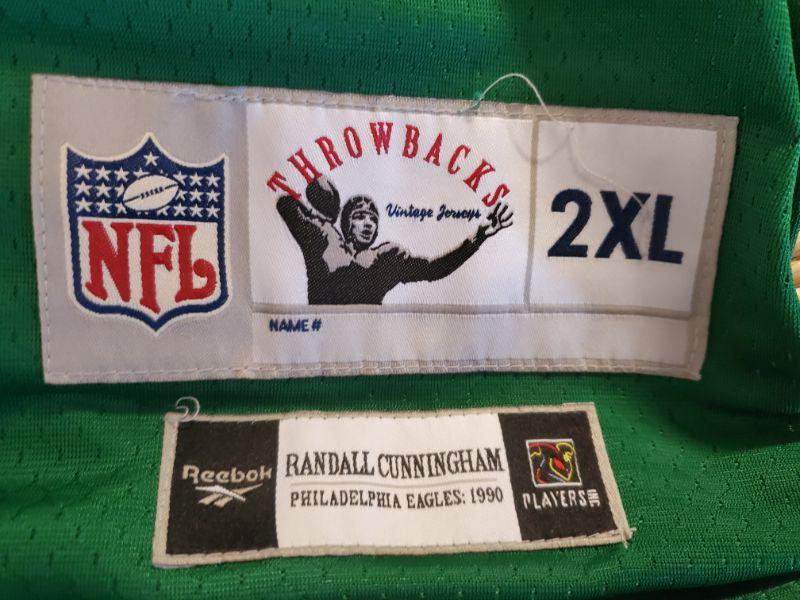 THROWBACKS
Vintage Jerseys
NFL
2XL
NAME#
Reebok
RANDALL CUNNINGHAM
PHILADELPHIA EAGLES: 1990
PLAYERS INC